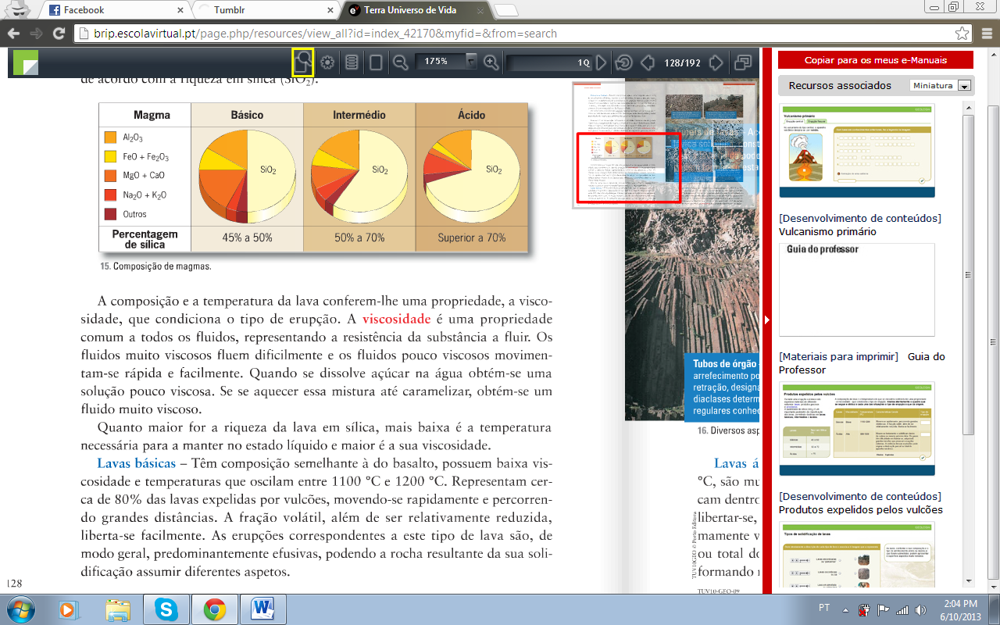 Facebook
Tumblr
Terra Universo de Vida
brip.escolavirtual.pt/page.php/resources/view_all?id=index_42170&myfid=&from=search
175%
1Q
128/192
Copiar para os meus e-Manuais
Recursos associados
Miniatura
de acordo com a riqueza em sílica (SiO₂).
Magma Básico Intermédio Ácido
Al₂O₃
FeO + Fe₂O₃
MgO + CaO
Na₂O + K₂O
Outros
SiO₂
SiO₂
SiO₂
Percentagem
de sílica
45% a 50% 50% a 70% Superior a 70%
15. Composição de magmas.
A composição e a temperatura da lava conferem-lhe uma propriedade, a visco-
sidade, que condiciona o tipo de erupção. A viscosidade é uma propriedade
comum a todos os fluidos, representando a resistência da substância a fluir. Os
fluidos muito viscosos fluem dificilmente e os fluidos pouco viscosos movimen-
tam-se rápida e facilmente. Quando se dissolve açúcar na água obtém-se uma
solução pouco viscosa. Se se aquecer essa mistura até caramelizar, obtém-se um
fluido muito viscoso.
Quanto maior for a riqueza da lava em sílica, mais baixa é a temperatura
necessária para a manter no estado líquido e maior é a sua viscosidade.
Lavas básicas – Têm composição semelhante à do basalto, possuem baixa vis-
cosidade e temperaturas que oscilam entre 1100 °C e 1200 °C. Representam cer-
ca de 80% das lavas expelidas por vulcões, movendo-se rapidamente e percorren-
do grandes distâncias. A fração volátil, além de ser relativamente reduzida,
liberta-se facilmente. As erupções correspondentes a este tipo de lava são, de
modo geral, predominantemente efusivas, podendo a rocha resultante da sua soli-
dificação assumir diferentes aspetos.
128
Tubos de órgão
arrefecimento po
retração, designa
diaclases determ
regulares conhec
16. Diversos asp
Lavas á
°C, são mu
cam dentro
libertar-se,
mamente v
ou total do
formando r
TUV10GEO © Porto Editora
TUV10-GEO-09
Vulcanismo primário
[Desenvolvimento de conteúdos]
Vulcanismo primário
Guia do professor
[Materiais para imprimir] Guia do
Professor
Produtos expelidos pelos vulcões
[Desenvolvimento de conteúdos]
Produtos expelidos pelos vulcões
Tipos de solidificação de lavas
PT
2:04 PM
6/10/2013